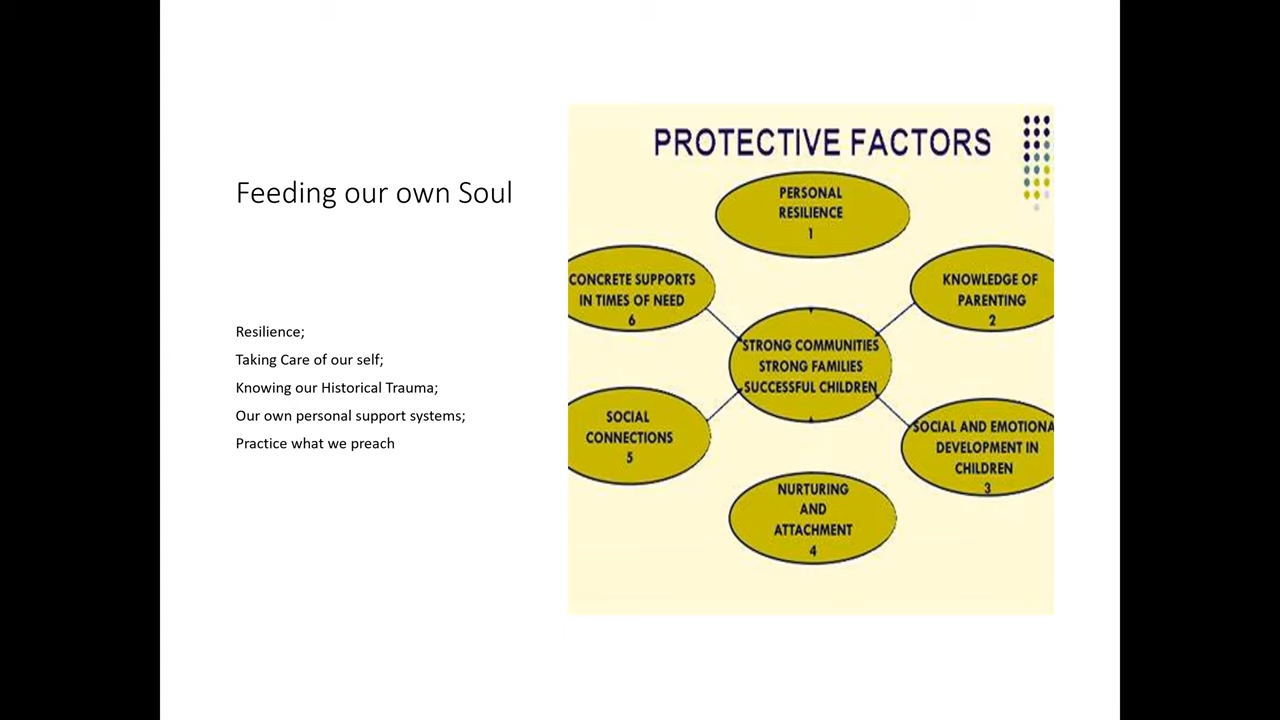 Feeding our own Soul
Resilience;
Taking Care of our self;
Knowing our Historical Trauma;
Our own personal support systems;
Practice what we preach
PROTECTIVE FACTORS
PERSONAL
RESILIENCE
1
KNOWLEDGE OF
PARENTING
2
SOCIAL AND EMOTIONA
DEVELOPMENT IN
CHILDREN
3
NURTURING
AND
ATTACHMENT
4
SOCIAL
CONNECTIONS
5
CONCRETE SUPPORTS
IN TIMES OF NEED
6
STRONG COMMUNITIES
STRONG FAMILIES
SUCCESSFUL CHILDREN